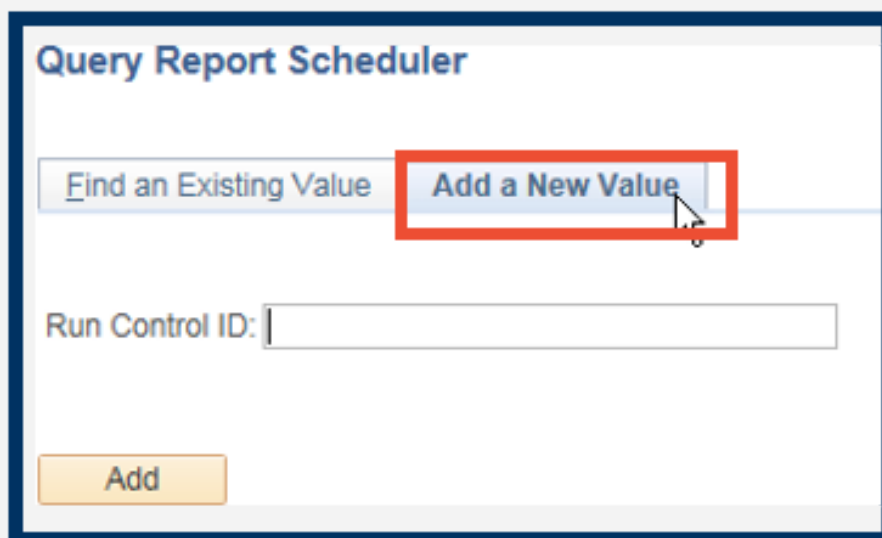 Query Report Scheduler
Find an Existing Value
Add a New Value
Run Control ID:
Add